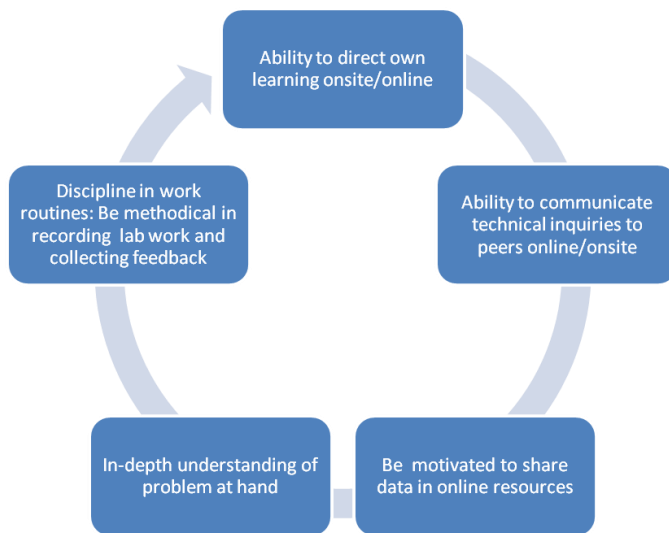 Ability to direct own
learning onsite/online
Ability to communicate
technical inquiries to
peers online/onsite
Be motivated to share
data in online resources
In-depth understanding of
problem at hand
Discipline in work
routines: Be methodical in
recording lab work and
collecting feedback